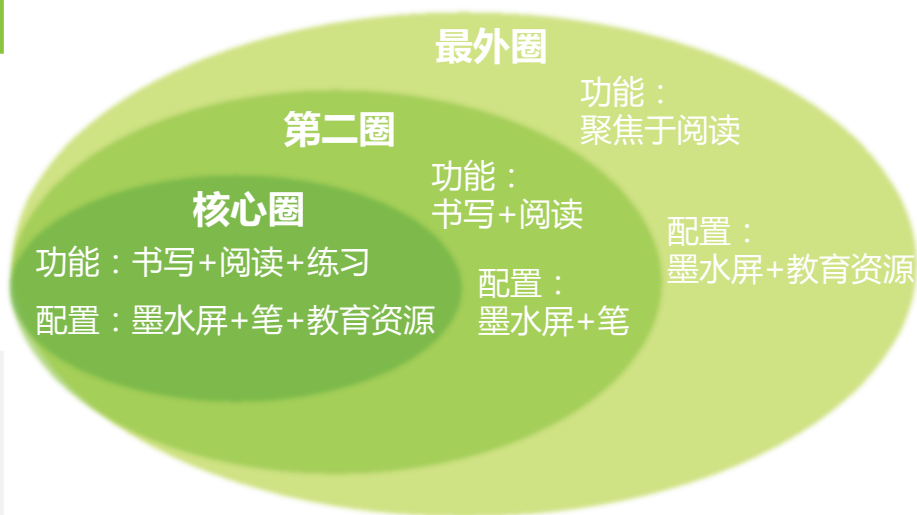 最外圈
功能：
聚焦于阅读
配置：
墨水屏+教育资源
第二圈
功能：
书写+阅读
配置：
墨水屏+笔
核心圈
功能：书写+阅读+练习
配置：墨水屏+笔+教育资源